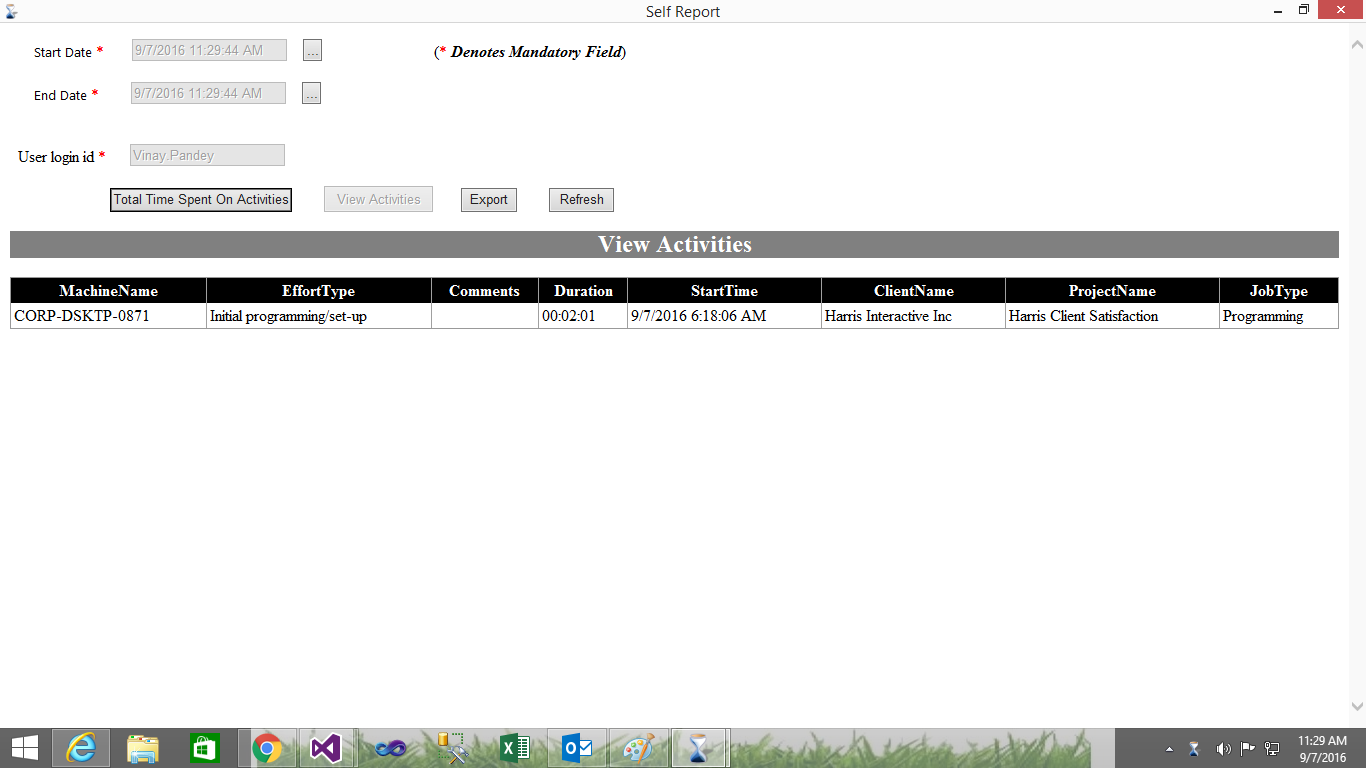 Self Report
Start Date * 9/7/2016 11:29:44 AM ... (* Denotes Mandatory Field)
End Date * 9/7/2016 11:29:44 AM ...
User login id * Vinay.Pandey
Total Time Spent On Activities View Activities Export Refresh
View Activities
MachineName EffortType Comments Duration StartTime ClientName ProjectName JobType
CORP-DSKTP-0871 Initial programming/set-up 00:02:01 9/7/2016 6:18:06 AM Harris Interactive Inc Harris Client Satisfaction Programming
11:29 AM
9/7/2016